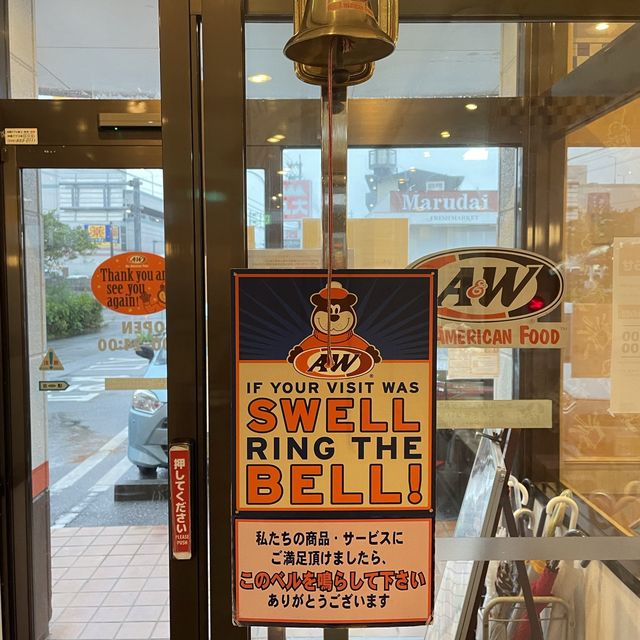 Marudai
FRESHMARKET
A&W
Thank you an
see you
again!
OPEN
A&W
AMERICAN FOOD
A&W
IF YOUR VISIT WAS
SWELL
RING THE
BELL!
押してください
PLEASE
PUSH
私たちの商品・サービスに
ご満足頂けましたら、
このベルを鳴らして下さい
ありがとうございます